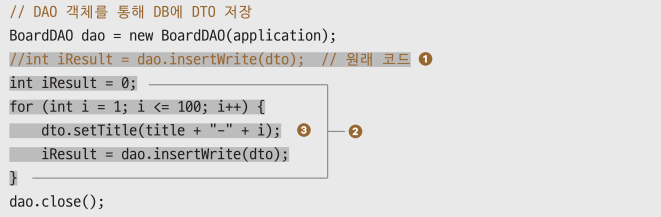 // DAO 객체를 통해 DB에 DTO 저장
BoardDAO dao = new BoardDAO(application);
//int iResult = dao.insertWrite(dto);  // 원래 코드 ❶
int iResult = 0;
for (int i = 1; i <= 100; i++) {
    dto.setTitle(title + "-" + i); ❸ ❷
    iResult = dao.insertWrite(dto);
}
dao.close();